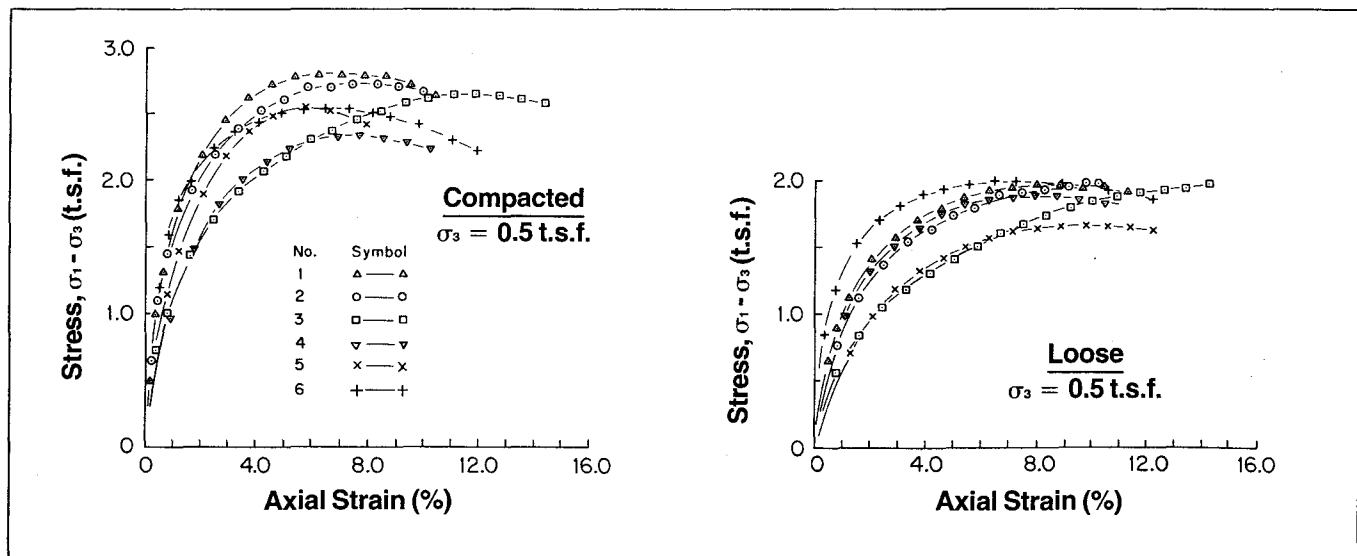 Stress, σ₁ - σ₃ (t.s.f.)
3.0
2.0
1.0
0
0 4.0 8.0 12.0 16.0
Axial Strain (%)
Compacted
σ₃ = 0.5 t.s.f.
No. Symbol
1 △ — △
2 ⊙ — ⊙
3 ⊡ — ⊡
4 ▽ — ▽
5 × — ×
6 + — +
Stress, σ₁ - σ₃ (t.s.f.)
2.0
1.0
0
0 4.0 8.0 12.0 16.0
Axial Strain (%)
Loose
σ₃ = 0.5 t.s.f.